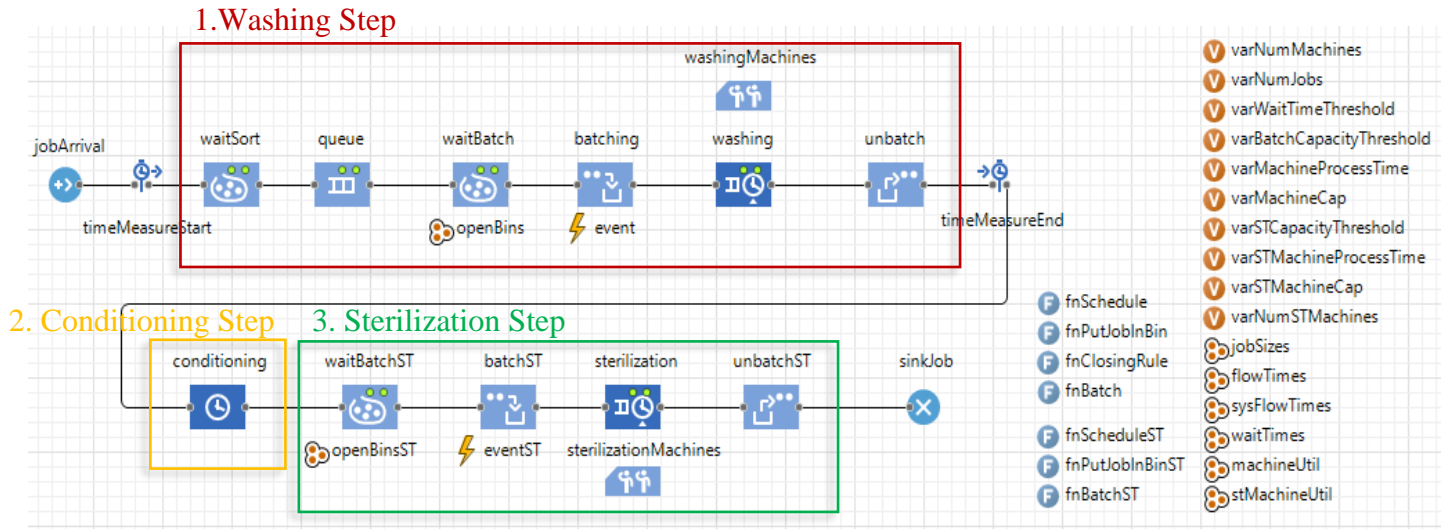 1.Washing Step
washingMachines
jobArrival
waitSort
queue
waitBatch
batching
washing
unbatch
timeMeasureStart
openBins
event
timeMeasureEnd
2. Conditioning Step
3. Sterilization Step
conditioning
waitBatchST
batchST
sterilization
unbatchST
sinkJob
openBinsST
eventST
sterilizationMachines
fnSchedule
fnPutJobInBin
fnClosingRule
fnBatch
fnScheduleST
fnPutJobInBinST
fnBatchST
varNumMachines
varNumJobs
varWaitTimeThreshold
varBatchCapacityThreshold
varMachineProcessTime
varMachineCap
varSTCapacityThreshold
varSTMachineProcessTime
varSTMachineCap
varNumSTMachines
jobSizes
flowTimes
sysFlowTimes
waitTimes
machineUtil
stMachineUtil